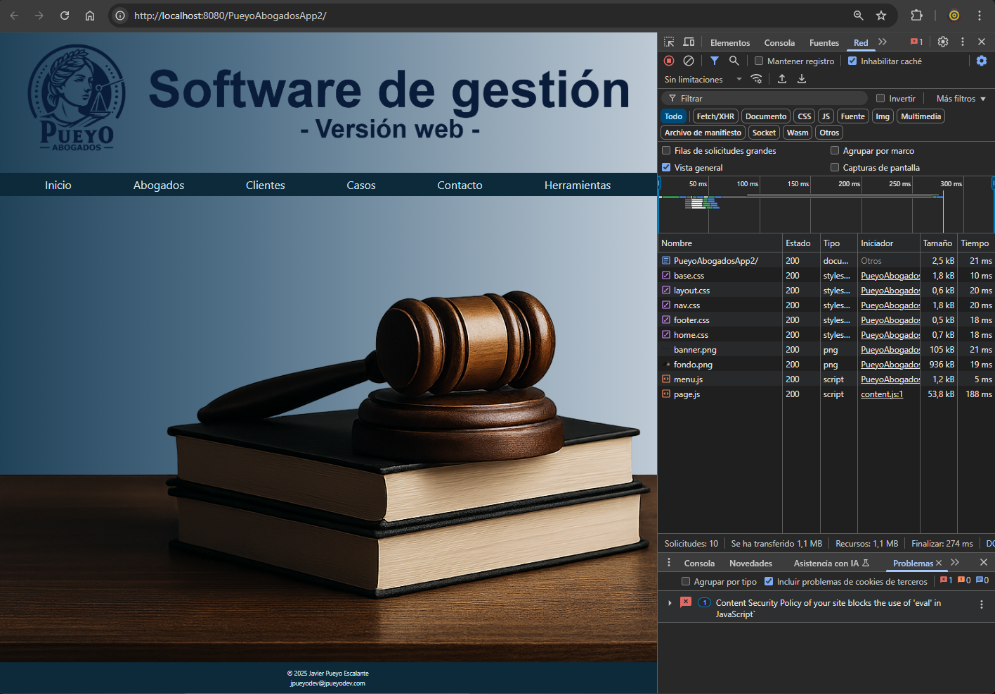 http://localhost:8080/PueyoAbogadosApp2/
PUEYO
ABOGADOS
Software de gestión
- Versión web -
Inicio Abogados Clientes Casos Contacto Herramientas
© 2025 Javier Pueyo Escalante
jpueyodev@jpueyodev.com
Elementos Consola Fuentes Red 1
Mantener registro Inhabilitar caché
Sin limitaciones
Filtrar Invertir Más filtros
Todo Fetch/XHR Documento CSS JS Fuente Img Multimedia
Archivo de manifiesto Socket Wasm Otros
Filas de solicitudes grandes Agrupar por marco
Vista general Capturas de pantalla
50 ms 100 ms 150 ms 200 ms 250 ms 300 ms
Nombre Estado Tipo Iniciador Tamaño Tiempo
PueyoAbogadosApp2/ 200 docu... Otros 2,5 kB 21 ms
base.css 200 styles... PueyoAbogados 1,8 kB 10 ms
layout.css 200 styles... PueyoAbogados 0,6 kB 20 ms
nav.css 200 styles... PueyoAbogados 1,8 kB 20 ms
footer.css 200 styles... PueyoAbogados 0,5 kB 18 ms
home.css 200 styles... PueyoAbogados 0,7 kB 18 ms
banner.png 200 png PueyoAbogados 105 kB 21 ms
fondo.png 200 png PueyoAbogados 936 kB 19 ms
menu.js 200 script PueyoAbogados 1,2 kB 5 ms
page.js 200 script content.js:1 53,8 kB 188 ms
Solicitudes: 10 Se ha transferido 1,1 MB Recursos: 1,1 MB Finalizar: 274 ms DO
Consola Novedades Asistencia con IA Problemas
Agrupar por tipo Incluir problemas de cookies de terceros 1 0 0
1 Content Security Policy of your site blocks the use of 'eval' in
JavaScript`